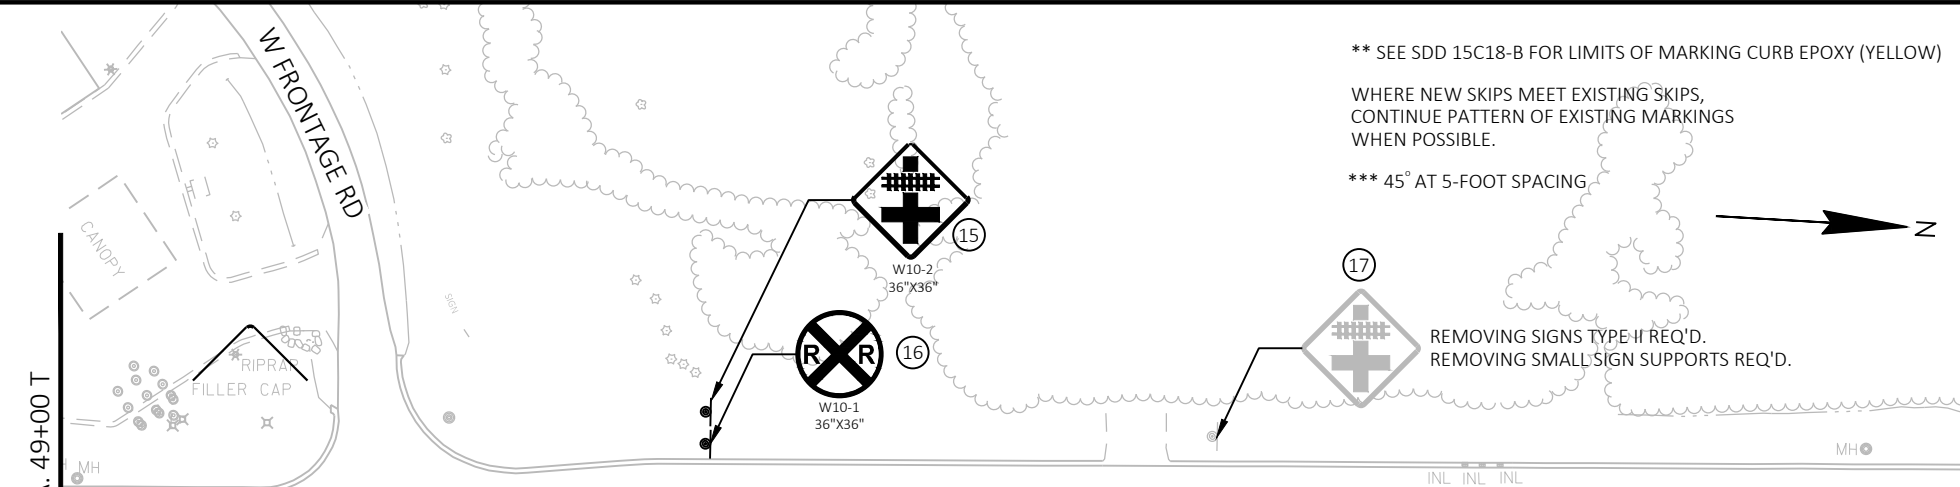 W FRONTAGE RD
** SEE SDD 15C18-B FOR LIMITS OF MARKING CURB EPOXY (YELLOW)
WHERE NEW SKIPS MEET EXISTING SKIPS,
CONTINUE PATTERN OF EXISTING MARKINGS
WHEN POSSIBLE.
*** 45° AT 5-FOOT SPACING
N
CANOPY
SIGN
15
W10-2
36"X36"
17
REMOVING SIGNS TYPE II REQ'D.
REMOVING SMALL SIGN SUPPORTS REQ'D.
R R
16
W10-1
36"X36"
RIPRAP
FILLER CAP
49+00 T
MH
MH
INL INL INL